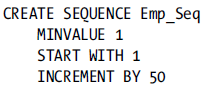 CREATE SEQUENCE Emp_Seq
MINVALUE 1
START WITH 1
INCREMENT BY 50